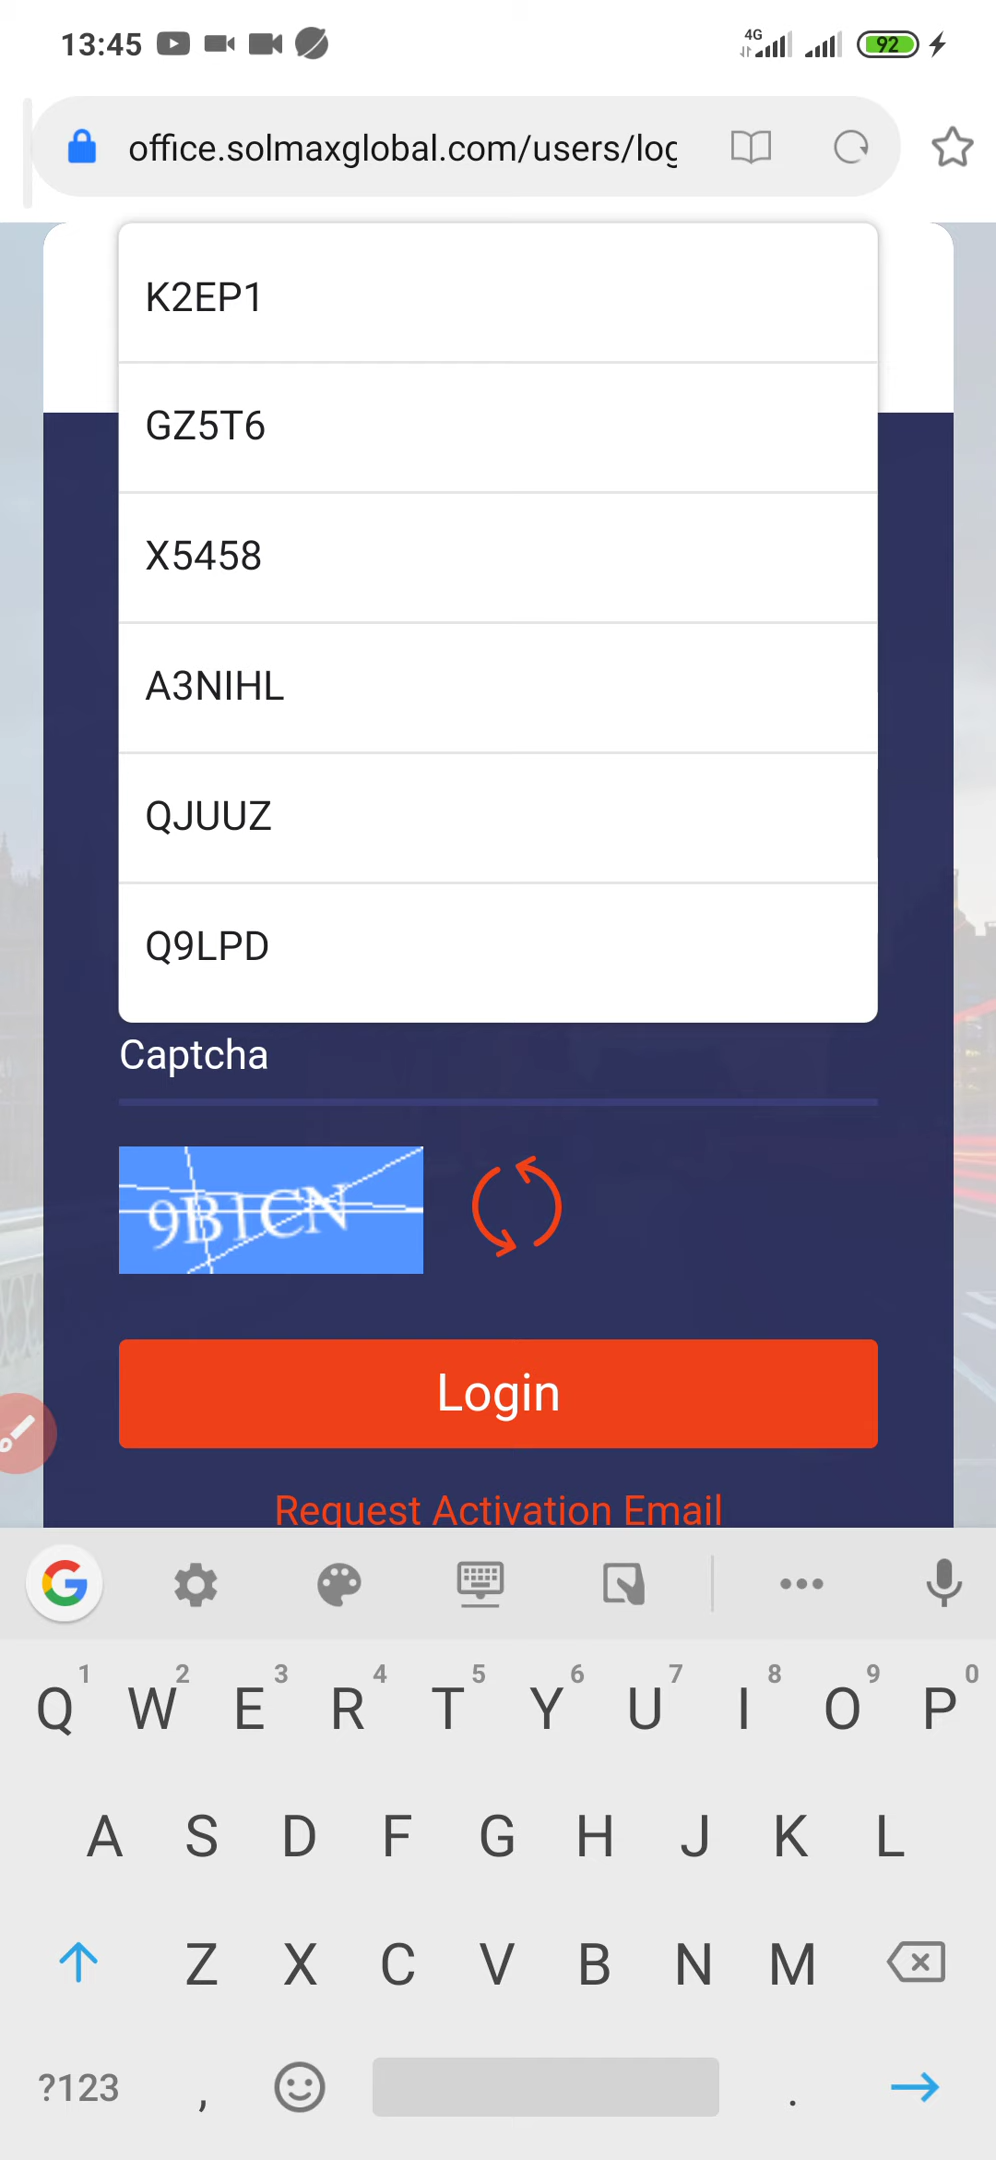 13:45
4G
92
office.solmaxglobal.com/users/log
K2EP1
GZ5T6
X5458
A3NIHL
QJUUZ
Q9LPD
Captcha
9B1CN
Login
Request Activation Email
G
1 2 3 4 5 6 7 8 9 0
Q W E R T Y U I O P
A S D F G H J K L
Z X C V B N M
?123 , .